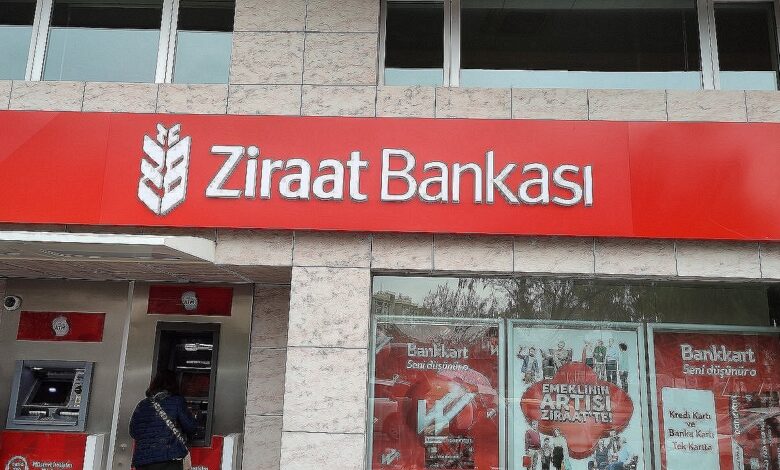 TC
Ziraat Bankası
Bankkart
Seni düşünür
EMEKLİNİN
ARTISI
ZİRAAT'TE!
Bankkart
Seni düşünür
Kredi Kartı
ve
Banka Kartı
Tek Kartta